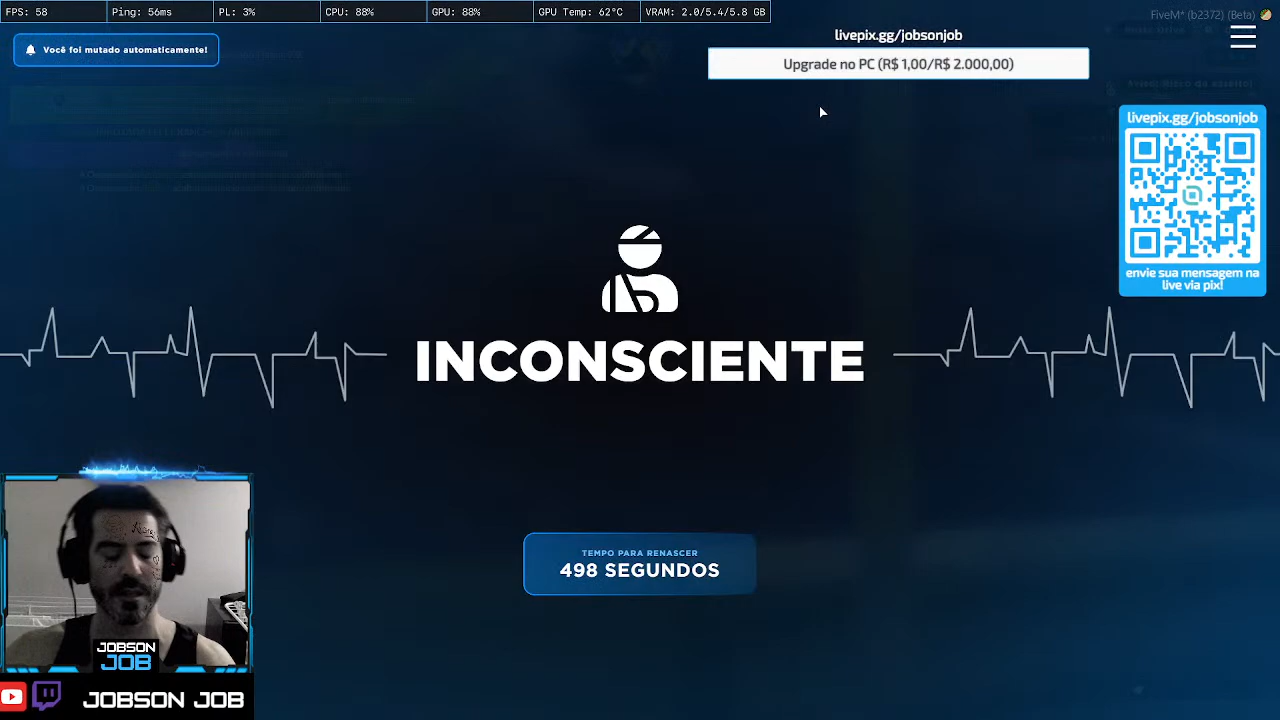 FPS: 58
Ping: 56ms
PL: 3%
CPU: 88%
GPU: 88%
GPU Temp: 62°C
VRAM: 2.0/5.4/5.8 GB
FiveM* (b2372) (Beta)
Você foi mutado automaticamente!
livepix.gg/jobsonjob
Upgrade no PC (R$ 1,00/R$ 2.000,00)
livepix.gg/jobsonjob
envie sua mensagem na
live via pix!
INCONSCIENTE
TEMPO PARA RENASCER
498 SEGUNDOS
JOBSON
JOB
JOBSON JOB